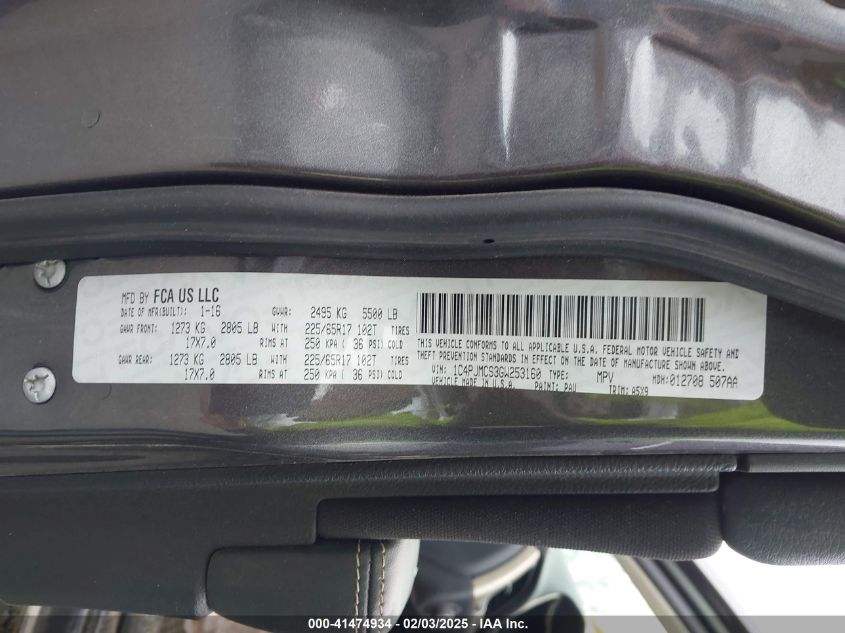 MFD BY FCA US LLC
DATE OF MFR(BUILT): 1-16 GVWR: 2495 KG 5500 LB
GAWR FRONT: 1273 KG 2805 LB WITH 225/65R17 102T TIRES
17X7.0 RIMS AT 250 KPA ( 36 PSI) COLD
GAWR REAR: 1273 KG 2805 LB WITH 225/65R17 102T TIRES
17X7.0 RIMS AT 250 KPA ( 36 PSI) COLD
THIS VEHICLE CONFORMS TO ALL APPLICABLE U.S.A. FEDERAL MOTOR VEHICLE SAFETY AND
THEFT PREVENTION STANDARDS IN EFFECT ON THE DATE OF MANUFACTURE SHOWN ABOVE.
VIN: 1C4PJMCS3GW253160 TYPE: MPV MDH: 012708 507AA
VEHICLE MADE IN U.S.A. PAINT: PAU TRIM: A5X9
000-41474934 - 02/03/2025 - IAA Inc.